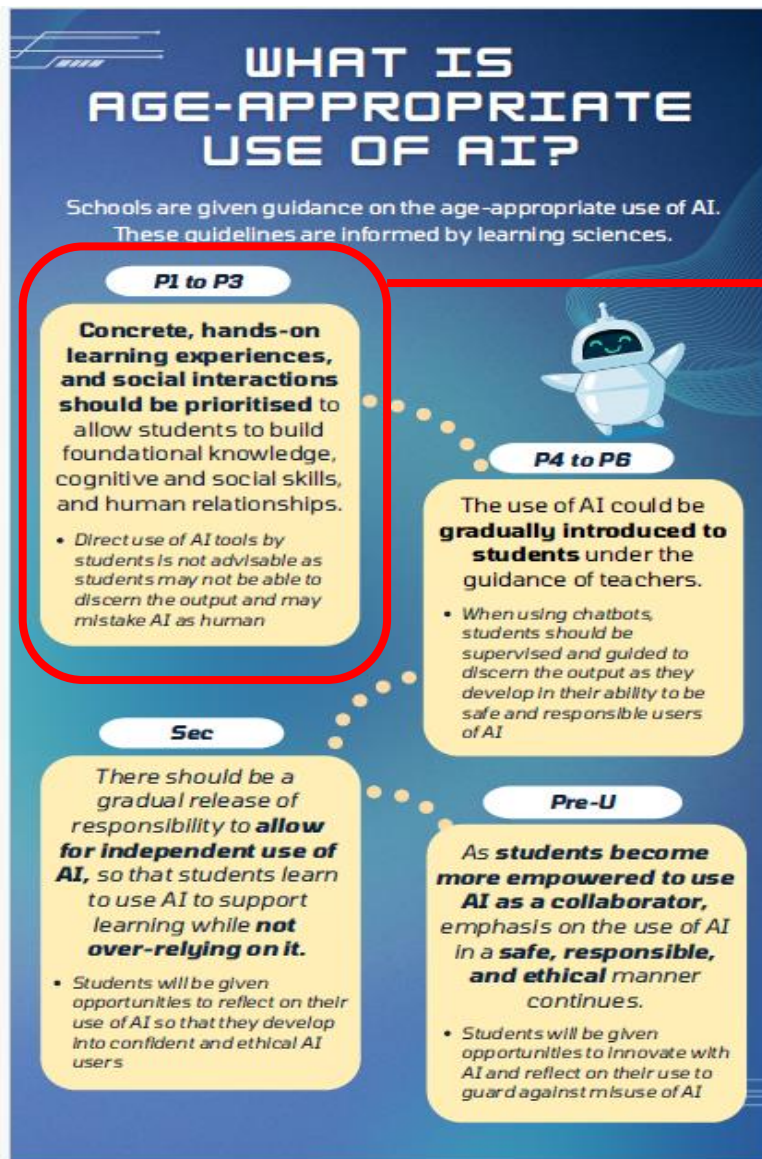 WHAT IS
AGE-APPROPRIATE
USE OF AI?
Schools are given guidance on the age-appropriate use of AI.
These guidelines are informed by learning sciences.
P1 to P3
Concrete, hands-on
learning experiences,
and social interactions
should be prioritised to
allow students to build
foundational knowledge,
cognitive and social skills,
and human relationships.
• Direct use of AI tools by
students is not advisable as
students may not be able to
discern the output and may
mistake AI as human
P4 to P6
The use of AI could be
gradually introduced to
students under the
guidance of teachers.
• When using chatbots,
students should be
supervised and guided to
discern the output as they
develop in their ability to be
safe and responsible users
of AI
Sec
There should be a
gradual release of
responsibility to allow
for independent use of
AI, so that students learn
to use AI to support
learning while not
over-relying on it.
• Students will be given
opportunities to reflect on their
use of AI so that they develop
into confident and ethical AI
users
Pre-U
As students become
more empowered to use
AI as a collaborator,
emphasis on the use of AI
in a safe, responsible,
and ethical manner
continues.
• Students will be given
opportunities to innovate with
AI and reflect on their use to
guard against misuse of AI